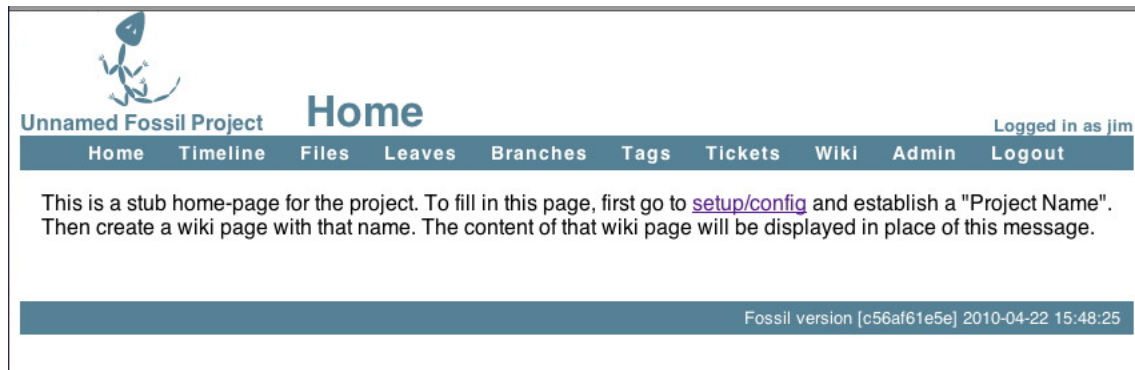 Unnamed Fossil Project
Home
Logged in as jim
Home Timeline Files Leaves Branches Tags Tickets Wiki Admin Logout
This is a stub home-page for the project. To fill in this page, first go to setup/config and establish a "Project Name".
Then create a wiki page with that name. The content of that wiki page will be displayed in place of this message.
Fossil version [c56af61e5e] 2010-04-22 15:48:25